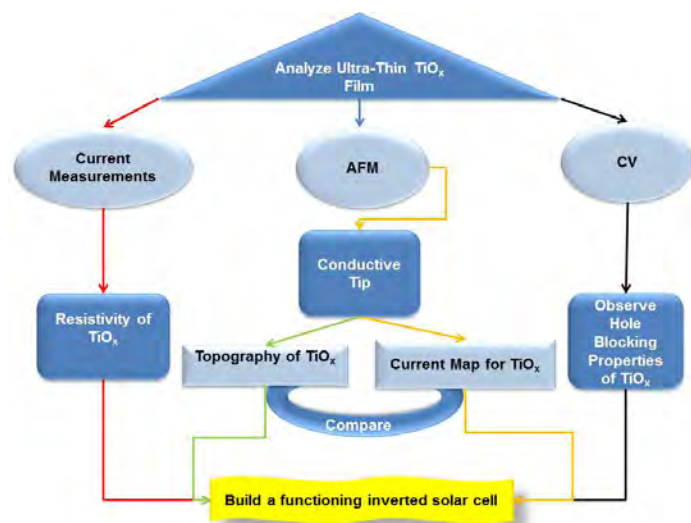 Analyze Ultra-Thin TiOₓ
Film
Current
Measurements
AFM
CV
Conductive
Tip
Resistivity of
TiOₓ
Observe
Hole
Blocking
Properties
of TiOₓ
Topography of TiOₓ
Current Map for TiOₓ
Compare
Build a functioning inverted solar cell